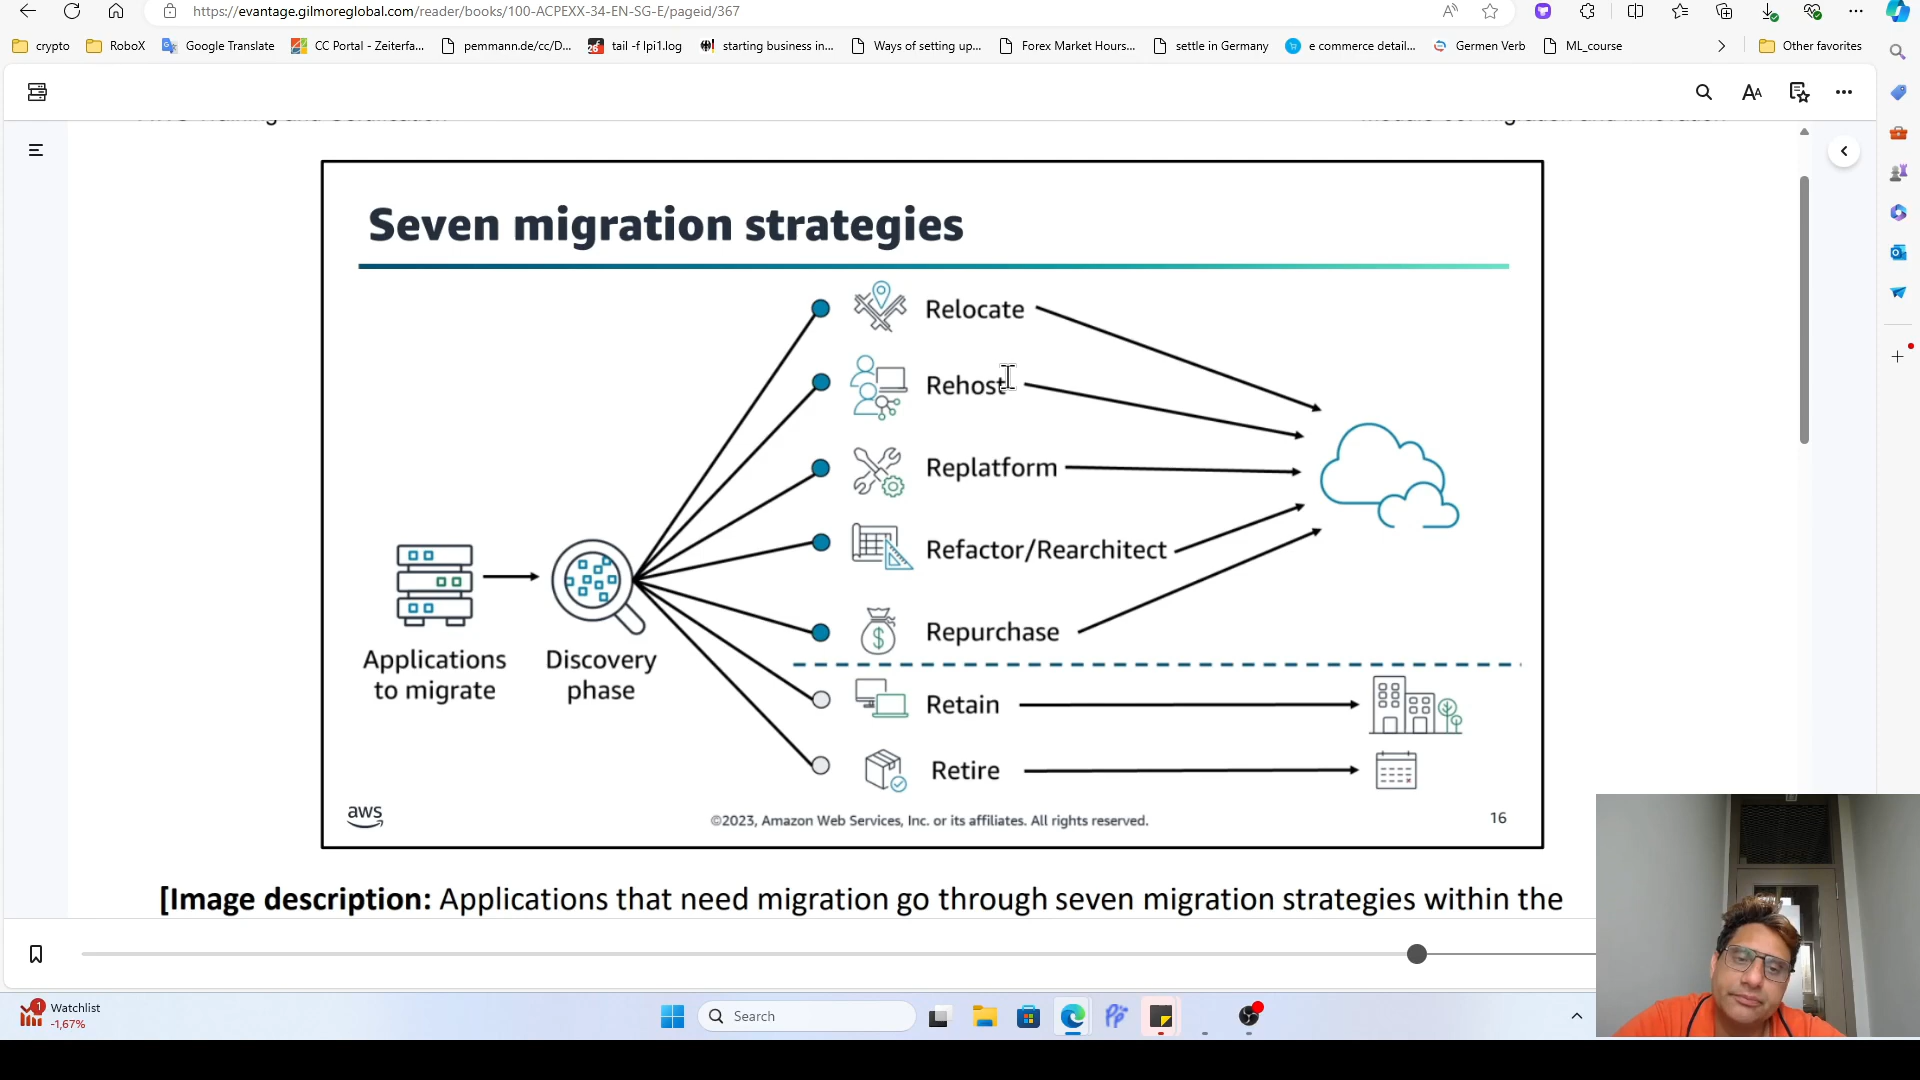 https://evantage.gilmoreglobal.com/reader/books/100-ACPEXX-34-EN-SG-E/pageid/367
crypto
RoboX
Google Translate
CC Portal - Zeiterfa...
pemmann.de/cc/D...
tail -f lpi1.log
starting business in...
Ways of setting up...
Forex Market Hours...
settle in Germany
e commerce detail...
Germen Verb
ML_course
Other favorites
Seven migration strategies
Relocate
Rehost
Replatform
Refactor/Rearchitect
Applications
to migrate
Discovery
phase
Repurchase
Retain
Retire
aws
©2023, Amazon Web Services, Inc. or its affiliates. All rights reserved.
16
[Image description: Applications that need migration go through seven migration strategies within the
1
Watchlist
-1,67%
Search